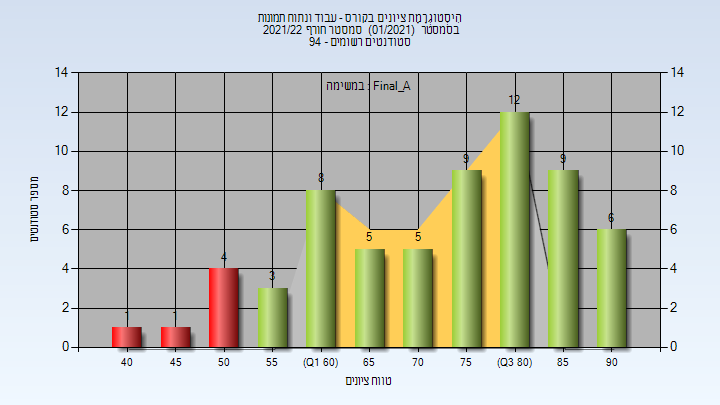 היסטוגרמת ציונים בקורס - עבוד ונתוח תמונות
בסמסטר (01/2021) סמסטר חורף 2021/22
סטודנטים רשומים - 94
במשימה : Final_A
מספר סטודנטים
14 14
12 12
10 10
8 8
6 6
4 4
2 2
0 0
1 1 4 3 8 5 5 9 12 9 6
40 45 50 55 (Q1 60) 65 70 75 (Q3 80) 85 90
טווח ציונים